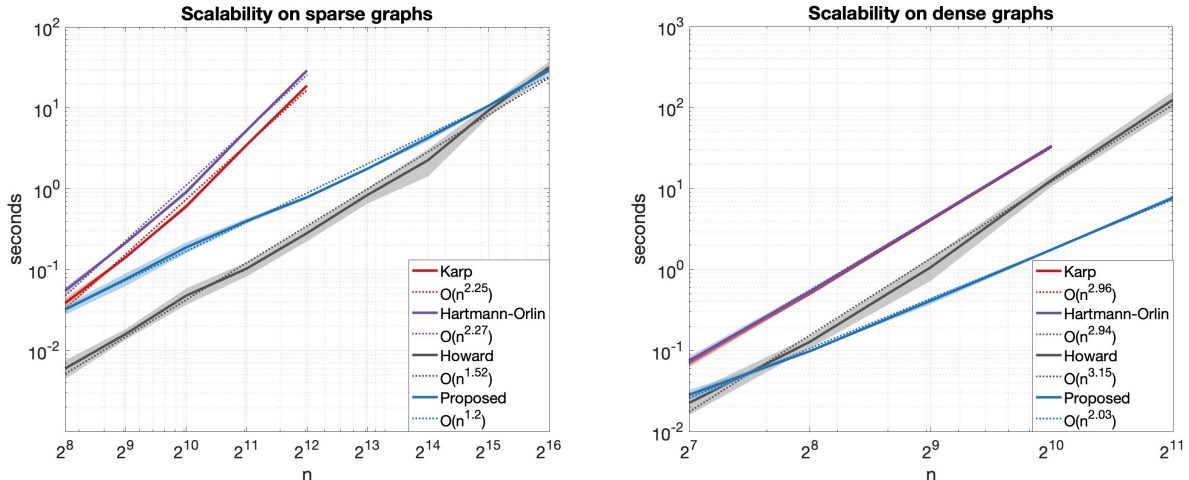 Scalability on sparse graphs
10^2
10^1
10^0
10^-1
10^-2
seconds
2^8 2^9 2^10 2^11 2^12 2^13 2^14 2^15 2^16
n
Karp
O(n^2.25)
Hartmann-Orlin
O(n^2.27)
Howard
O(n^1.52)
Proposed
O(n^1.2)
Scalability on dense graphs
10^3
10^2
10^1
10^0
10^-1
10^-2
seconds
2^7 2^8 2^9 2^10 2^11
n
Karp
O(n^2.96)
Hartmann-Orlin
O(n^2.94)
Howard
O(n^3.15)
Proposed
O(n^2.03)